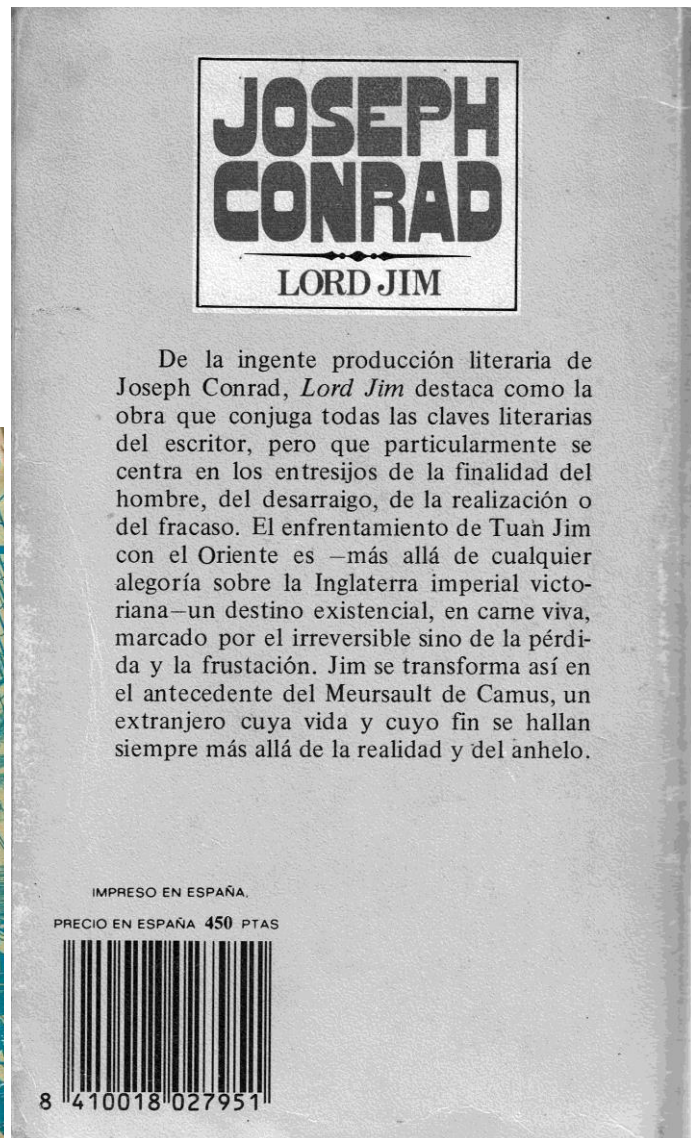 JOSEPH
CONRAD
LORD JIM
De la ingente producción literaria de
Joseph Conrad, Lord Jim destaca como la
obra que conjuga todas las claves literarias
del escritor, pero que particularmente se
centra en los entresijos de la finalidad del
hombre, del desarraigo, de la realización o
del fracaso. El enfrentamiento de Tuan Jim
con el Oriente es —más allá de cualquier
alegoría sobre la Inglaterra imperial victo-
riana—un destino existencial, en carne viva,
marcado por el irreversible sino de la pérdi-
da y la frustación. Jim se transforma así en
el antecedente del Meursault de Camus, un
extranjero cuya vida y cuyo fin se hallan
siempre más allá de la realidad y del anhelo.
IMPRESO EN ESPAÑA.
PRECIO EN ESPAÑA 450 PTAS
8 410018 027951